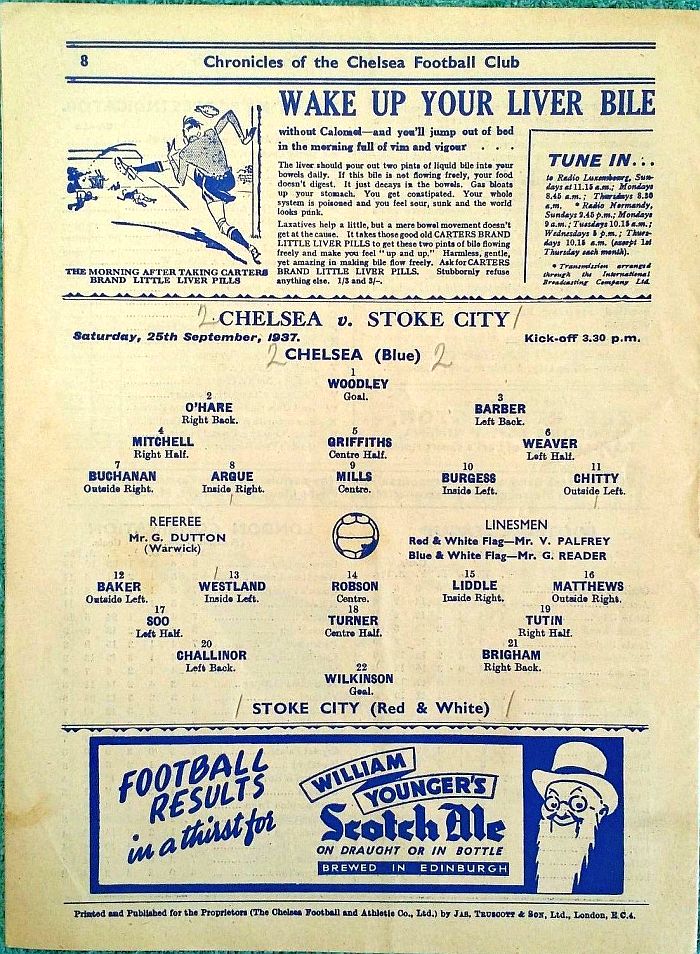 8 Chronicles of the Chelsea Football Club
WAKE UP YOUR LIVER BILE
without Calomel—and you'll jump out of bed
in the morning full of vim and vigour . . .
The liver should pour out two pints of liquid bile into your
bowels daily. If this bile is not flowing freely, your food
doesn't digest. It just decays in the bowels. Gas bloats
up your stomach. You get constipated. Your whole
system is poisoned and you feel sour, sunk and the world
looks punk.
Laxatives help a little, but a mere bowel movement doesn't
get at the cause. It takes those good old CARTERS BRAND
LITTLE LIVER PILLS to get these two pints of bile flowing
freely and make you feel "up and up." Harmless, gentle,
yet amazing in making bile flow freely. Ask for CARTERS
BRAND LITTLE LIVER PILLS. Stubbornly refuse
anything else. 1/3 and 3/-.
THE MORNING AFTER TAKING CARTERS
BRAND LITTLE LIVER PILLS
TUNE IN...
to Radio Luxembourg, Sun-
days at 11.15 a.m.; Mondays
8.45 a.m.; Thursdays 8.30
a.m. * Radio Normandy,
Sundays 2.45 p.m.; Mondays
9 a.m.; Tuesdays 10.15 a.m.;
Wednesdays 5 p.m.; Thurs-
days 10.15 a.m. (except 1st
Thursday each month).
* Transmission arranged
through the International
Broadcasting Company Ltd.
2 CHELSEA v. STOKE CITY 1
Saturday, 25th September, 1937. Kick-off 3.30 p.m.
2 CHELSEA (Blue) 2
1
WOODLEY
Goal.
2 3
O'HARE BARBER
Right Back. Left Back.
4 5 6
MITCHELL GRIFFITHS WEAVER
Right Half. Centre Half. Left Half.
7 8 9 10 11
BUCHANAN ARGUE MILLS BURGESS CHITTY
Outside Right. Inside Right. Centre. Inside Left. Outside Left.
1 1
REFEREE LINESMEN
Mr. G. DUTTON Red & White Flag—Mr. V. PALFREY
(Warwick) Blue & White Flag—Mr. G. READER
12 1 13 14 15 16
BAKER WESTLAND ROBSON LIDDLE MATTHEWS
Outside Left. Inside Left. Centre. Inside Right. Outside Right.
17 18 19
SOO TURNER TUTIN
Left Half. Centre Half. Right Half.
20 21
CHALLINOR BRIGHAM
Left Back. Right Back.
22
WILKINSON
Goal.
1 STOKE CITY (Red & White) 1
FOOTBALL
RESULTS
in a thirst for
WILLIAM
YOUNGER'S
Scotch Ale
ON DRAUGHT OR IN BOTTLE
BREWED IN EDINBURGH
Printed and Published for the Proprietors (The Chelsea Football and Athletic Co., Ltd.) by JAS. TRUSCOTT & SON, Ltd., London, E.C.4.